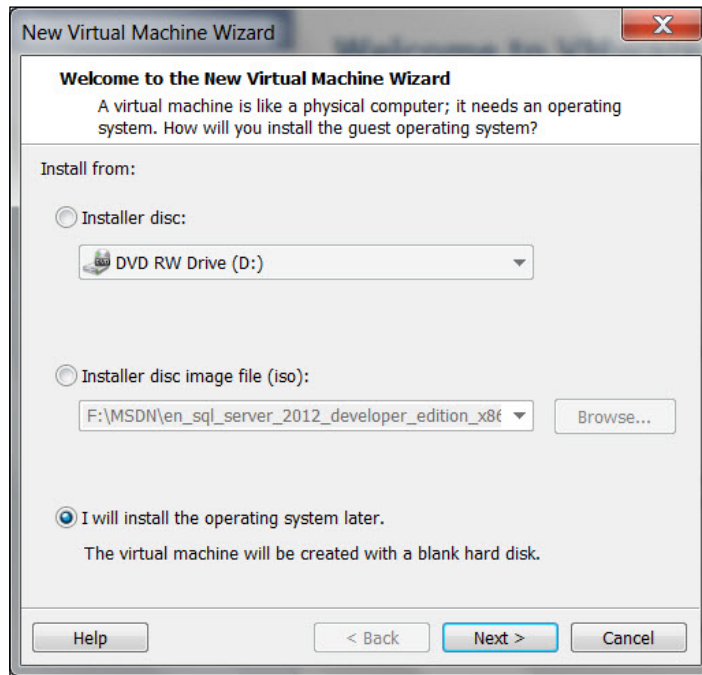 New Virtual Machine Wizard
Welcome to the New Virtual Machine Wizard
A virtual machine is like a physical computer; it needs an operating
system. How will you install the guest operating system?
Install from:
Installer disc:
DVD RW Drive (D:)
Installer disc image file (iso):
F:\MSDN\en_sql_server_2012_developer_edition_x86
Browse...
I will install the operating system later.
The virtual machine will be created with a blank hard disk.
Help
< Back
Next >
Cancel